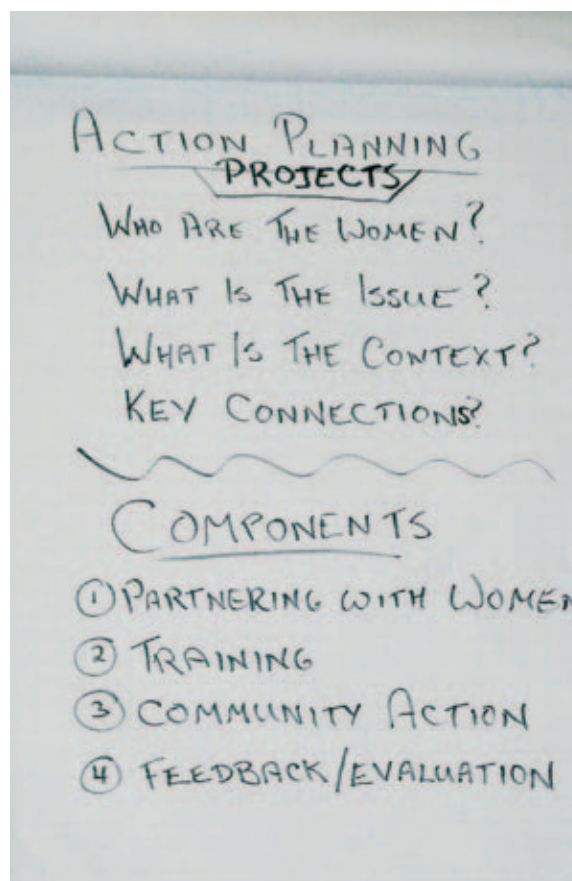 ACTION PLANNING
PROJECTS
WHO ARE THE WOMEN?
WHAT IS THE ISSUE?
WHAT IS THE CONTEXT?
KEY CONNECTIONS?
COMPONENTS
① PARTNERING WITH WOMEN
② TRAINING
③ COMMUNITY ACTION
④ FEEDBACK/EVALUATION